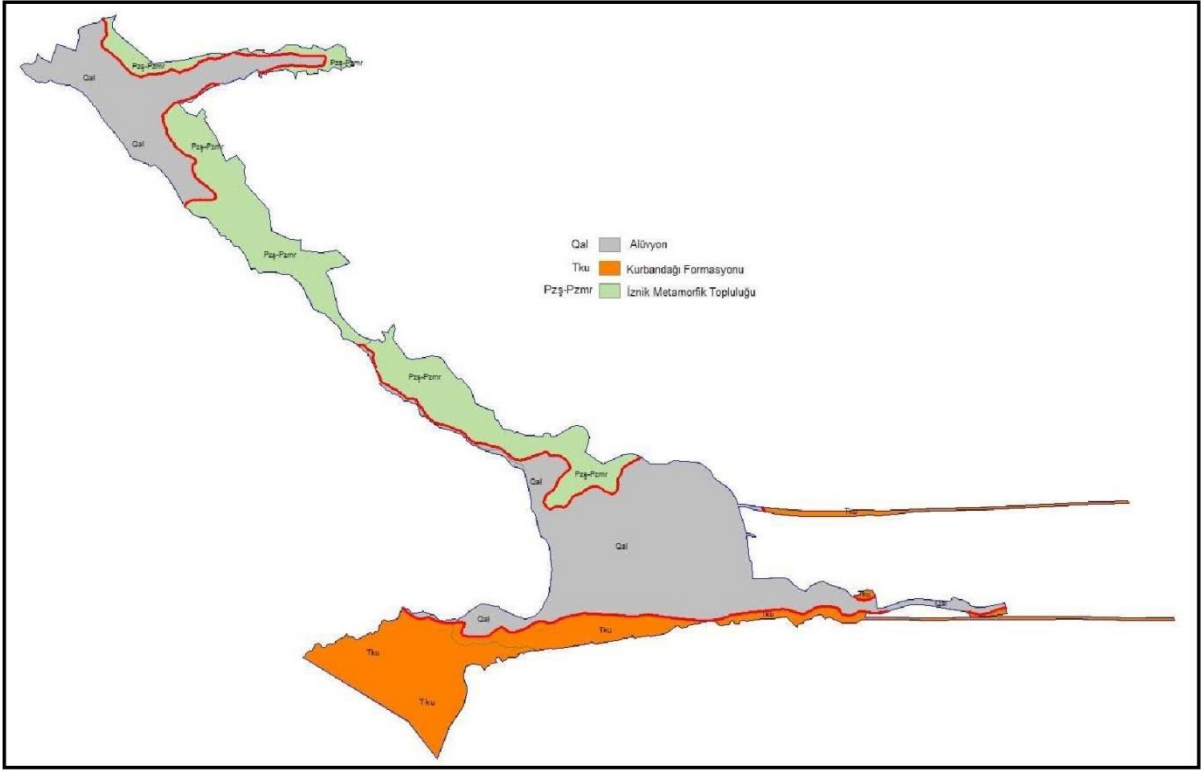 Pzş-Pzmr
Pzş-Pzmr
Qal
Qal
Pzş-Pzmr
Pzş-Pzmr
Qal Alüvyon
Tku Kurbandağı Formasyonu
Pzş-Pzmr İznik Metamorfik Topluluğu
Pzş-Pzmr
Pzş-Pzmr
Qal
Tku
Qal
Tku
Qal
Tku
Qal
Tku
Tku
Tku